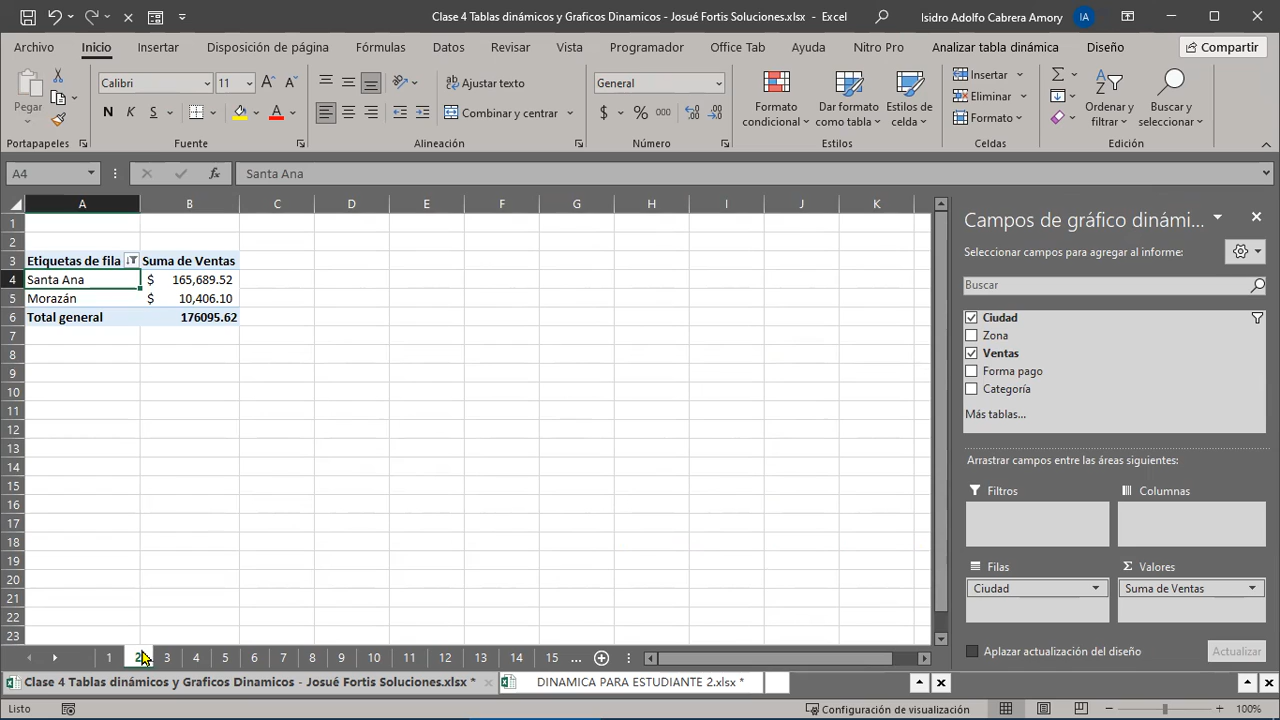 Clase 4 Tablas dinámicos y Graficos Dinamicos - Josué Fortis Soluciones.xlsx - Excel
Isidro Adolfo Cabrera Amory
IA
Archivo Inicio Insertar Disposición de página Fórmulas Datos Revisar Vista Programador Office Tab Ayuda Nitro Pro Analizar tabla dinámica Diseño Compartir
Pegar
Calibri 11
N K S
Ajustar texto
Combinar y centrar
General
$ % 000
Formato condicional
Dar formato como tabla
Estilos de celda
Insertar
Eliminar
Formato
Ordenar y filtrar
Buscar y seleccionar
Portapapeles Fuente Alineación Número Estilos Celdas Edición
A4 fx Santa Ana
A B C D E F G H I J K
1
2
3 Etiquetas de fila Suma de Ventas
4 Santa Ana $ 165,689.52
5 Morazán $ 10,406.10
6 Total general 176095.62
7
8
9
10
11
12
13
14
15
16
17
18
19
20
21
22
23
Campos de gráfico dinámi...
Seleccionar campos para agregar al informe:
Buscar
Ciudad
Zona
Ventas
Forma pago
Categoría
Más tablas...
Arrastrar campos entre las áreas siguientes:
Filtros Columnas
Filas Valores
Ciudad Suma de Ventas
Aplazar actualización del diseño Actualizar
1 2 3 4 5 6 7 8 9 10 11 12 13 14 15 ...
Clase 4 Tablas dinámicos y Graficos Dinamicos - Josué Fortis Soluciones.xlsx * DINAMICA PARA ESTUDIANTE 2.xlsx *
Listo Configuración de visualización 100%